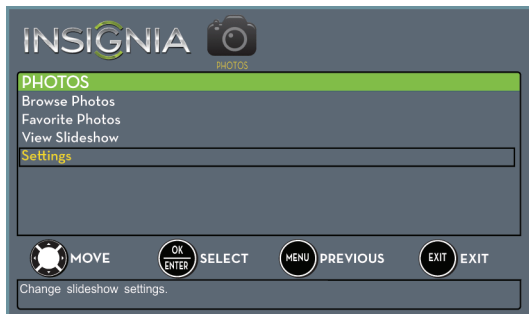 INSIGNIA
PHOTOS
PHOTOS
Browse Photos
Favorite Photos
View Slideshow
Settings
MOVE OK ENTER SELECT MENU PREVIOUS EXIT EXIT
Change slideshow settings.